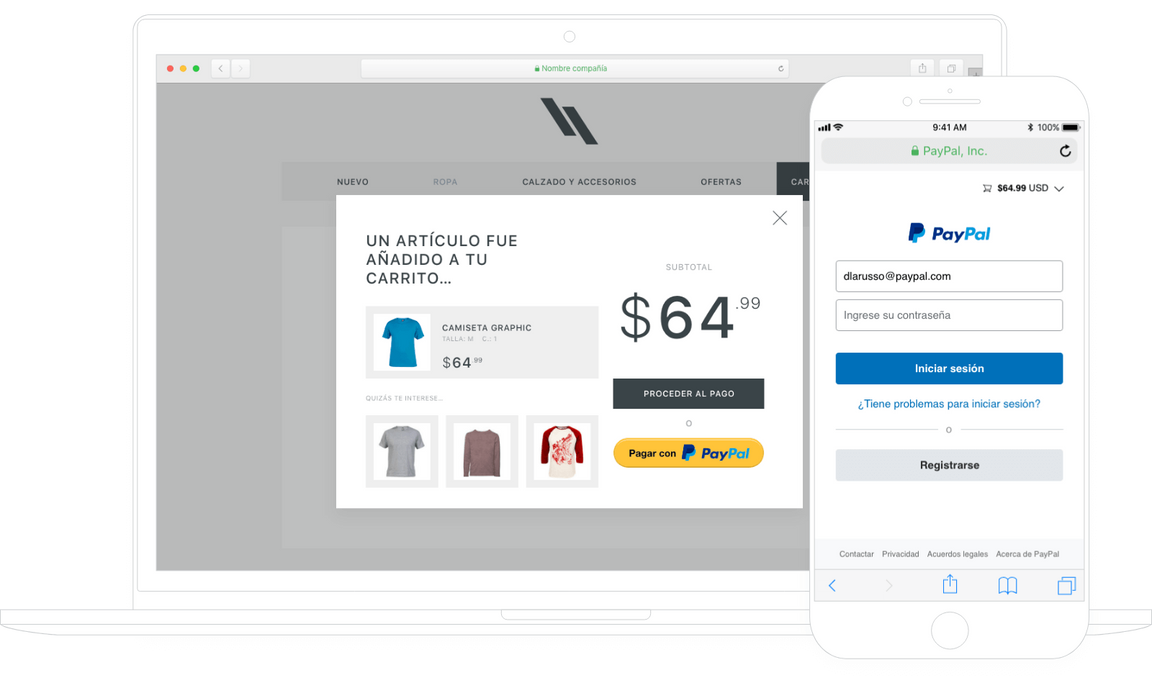 Nombre compañía
NUEVO
ROPA
CALZADO Y ACCESORIOS
OFERTAS
CAR
UN ARTÍCULO FUE
AÑADIDO A TU
CARRITO...
CAMISETA GRAPHIC
TALLA: M C.: 1
$64.99
QUIZÁS TE INTERESE...
SUBTOTAL
$64.99
PROCEDER AL PAGO
O
Pagar con PayPal
9:41 AM
100%
PayPal, Inc.
$64.99 USD
PayPal
dlarusso@paypal.com
Ingrese su contraseña
Iniciar sesión
¿Tiene problemas para iniciar sesión?
o
Registrarse
Contactar Privacidad Acuerdos legales Acerca de PayPal